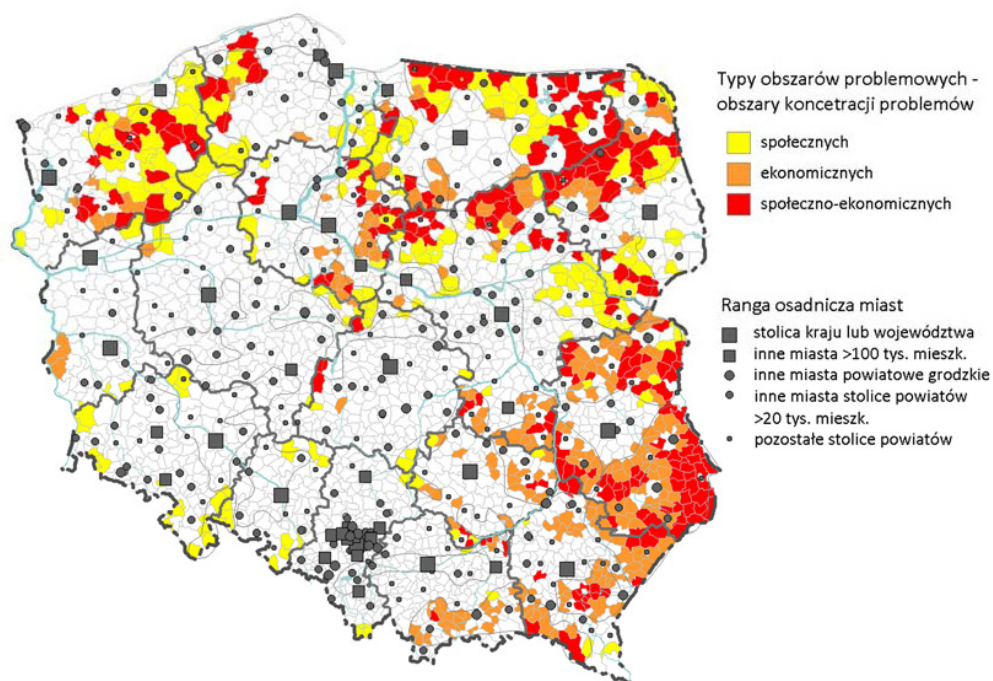 Typy obszarów problemowych -
obszary koncetracji problemów
społecznych
ekonomicznych
społeczno-ekonomicznych
Ranga osadnicza miast
stolica kraju lub województwa
inne miasta >100 tys. mieszk.
inne miasta powiatowe grodzkie
inne miasta stolice powiatów
>20 tys. mieszk.
pozostałe stolice powiatów